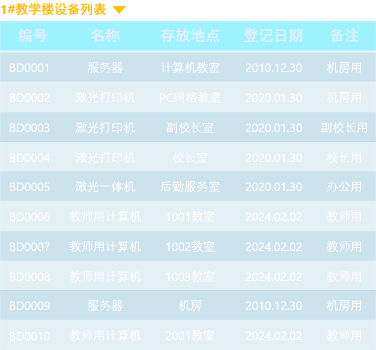 1#教学楼设备列表
编号 名称 存放地点 登记日期 备注
BD0001 服务器 计算机教室 2010.12.30 机房用
BD0002 激光打印机 PC网络教室 2020.01.30 机房用
BD0003 激光打印机 副校长室 2020.01.30 副校长用
BD0004 激光打印机 校长室 2020.01.30 校长用
BD0005 激光一体机 后勤服务室 2020.01.30 办公用
BD0006 教师用计算机 1001教室 2024.02.02 教师用
BD0007 教师用计算机 1002教室 2024.02.02 教师用
BD0008 教师用计算机 1003教室 2024.02.02 教师用
BD0009 服务器 机房 2010.12.30 机房用
BD0010 教师用计算机 2001教室 2024.02.02 教师用